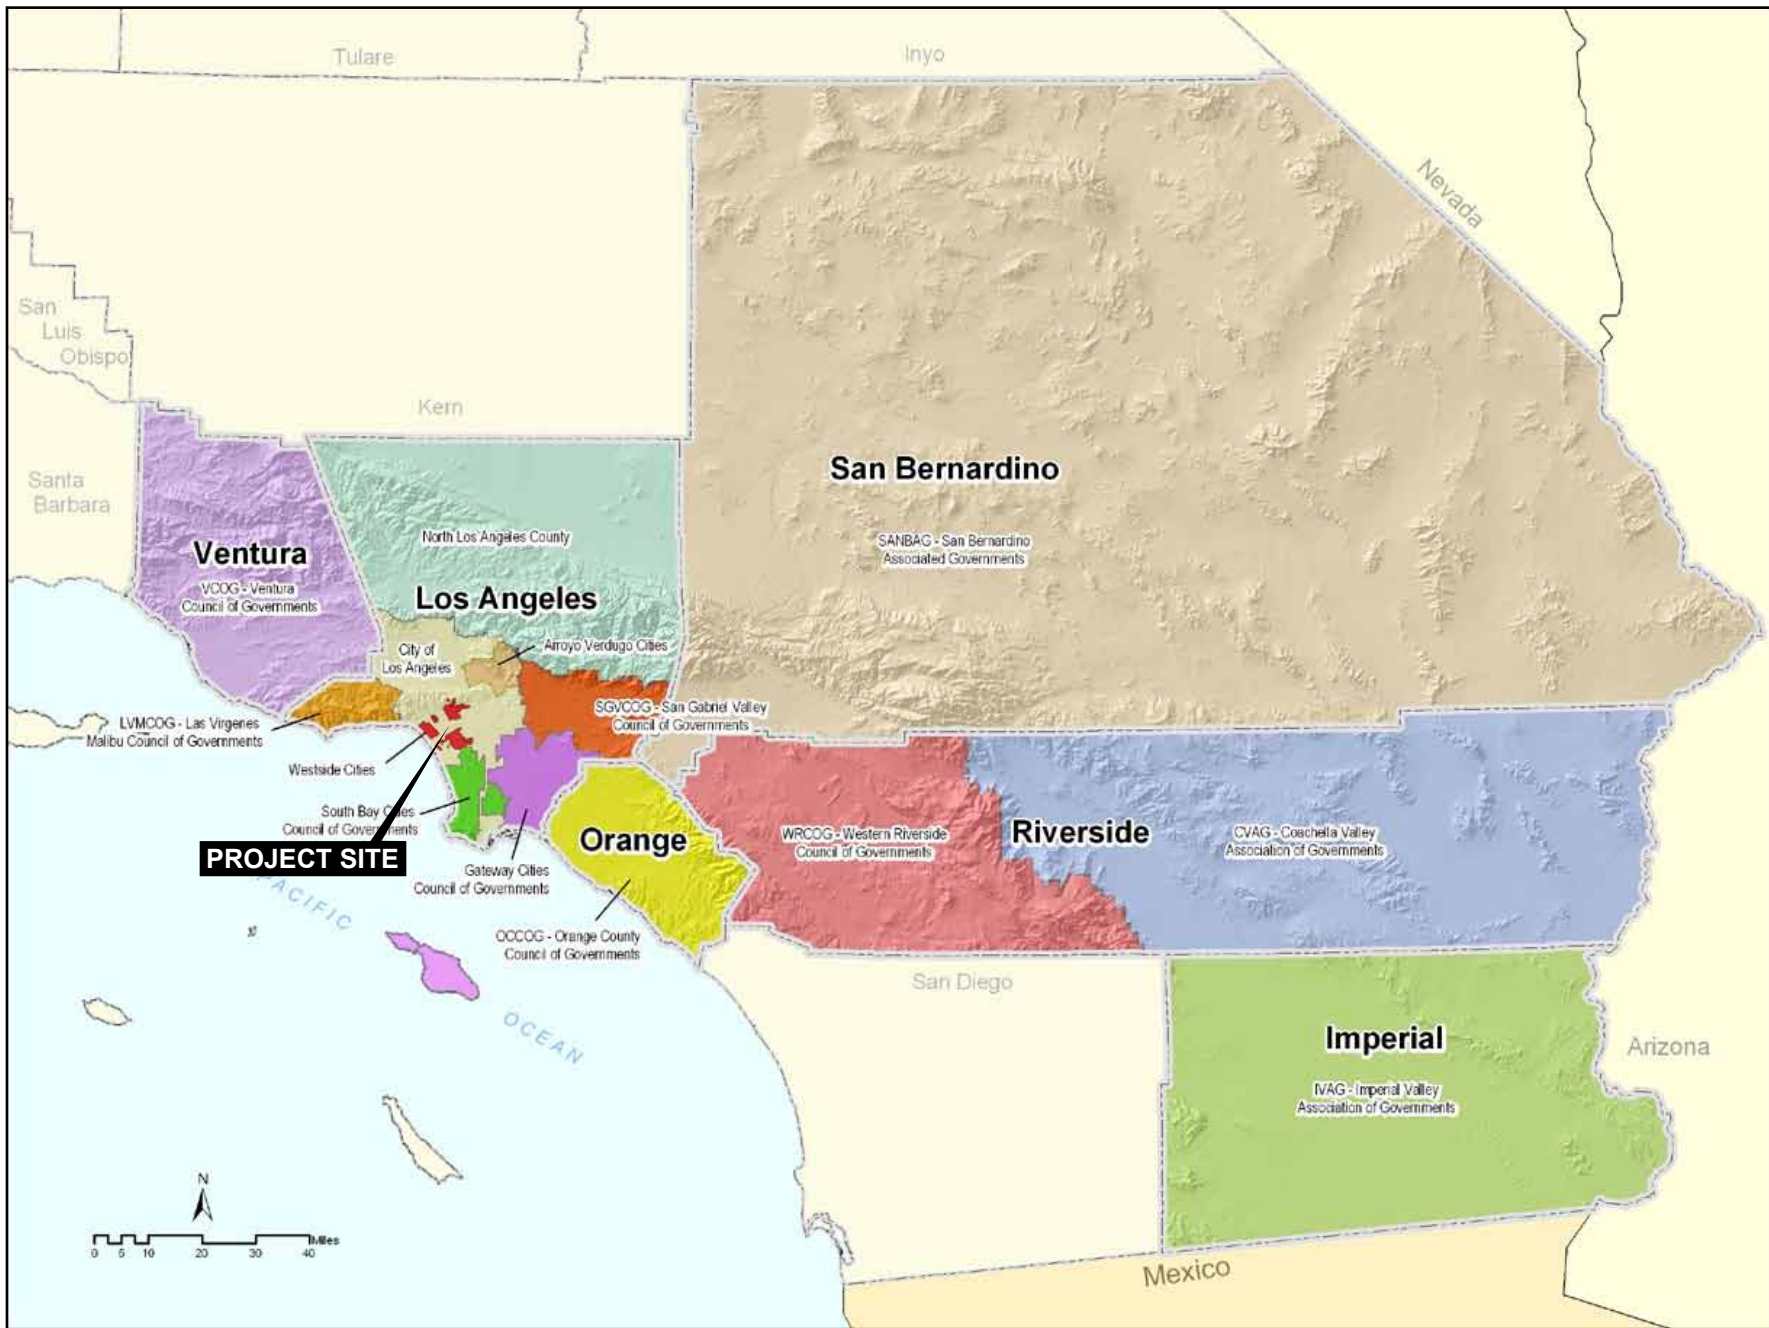 Tulare
Inyo
Nevada
San
Luis
Obispo
Kern
Santa
Barbara
San Bernardino
SANBAG - San Bernardino
Associated Governments
North Los Angeles County
Ventura
VCOG - Ventura
Council of Governments
Los Angeles
City of
Los Angeles
Arroyo Verdugo Cities
SGVCOG - San Gabriel Valley
Council of Governments
LVMCOG - Las Virgenes
Malibu Council of Governments
Westside Cities
South Bay Cities
Council of Governments
PROJECT SITE
Orange
WRCOG - Western Riverside
Council of Governments
Riverside
CVAG - Coachella Valley
Association of Governments
Gateway Cities
Council of Governments
OCCOG - Orange County
Council of Governments
PACIFIC
OCEAN
San Diego
Imperial
IVAG - Imperial Valley
Association of Governments
Arizona
Mexico
N
Miles
0 5 10 20 30 40